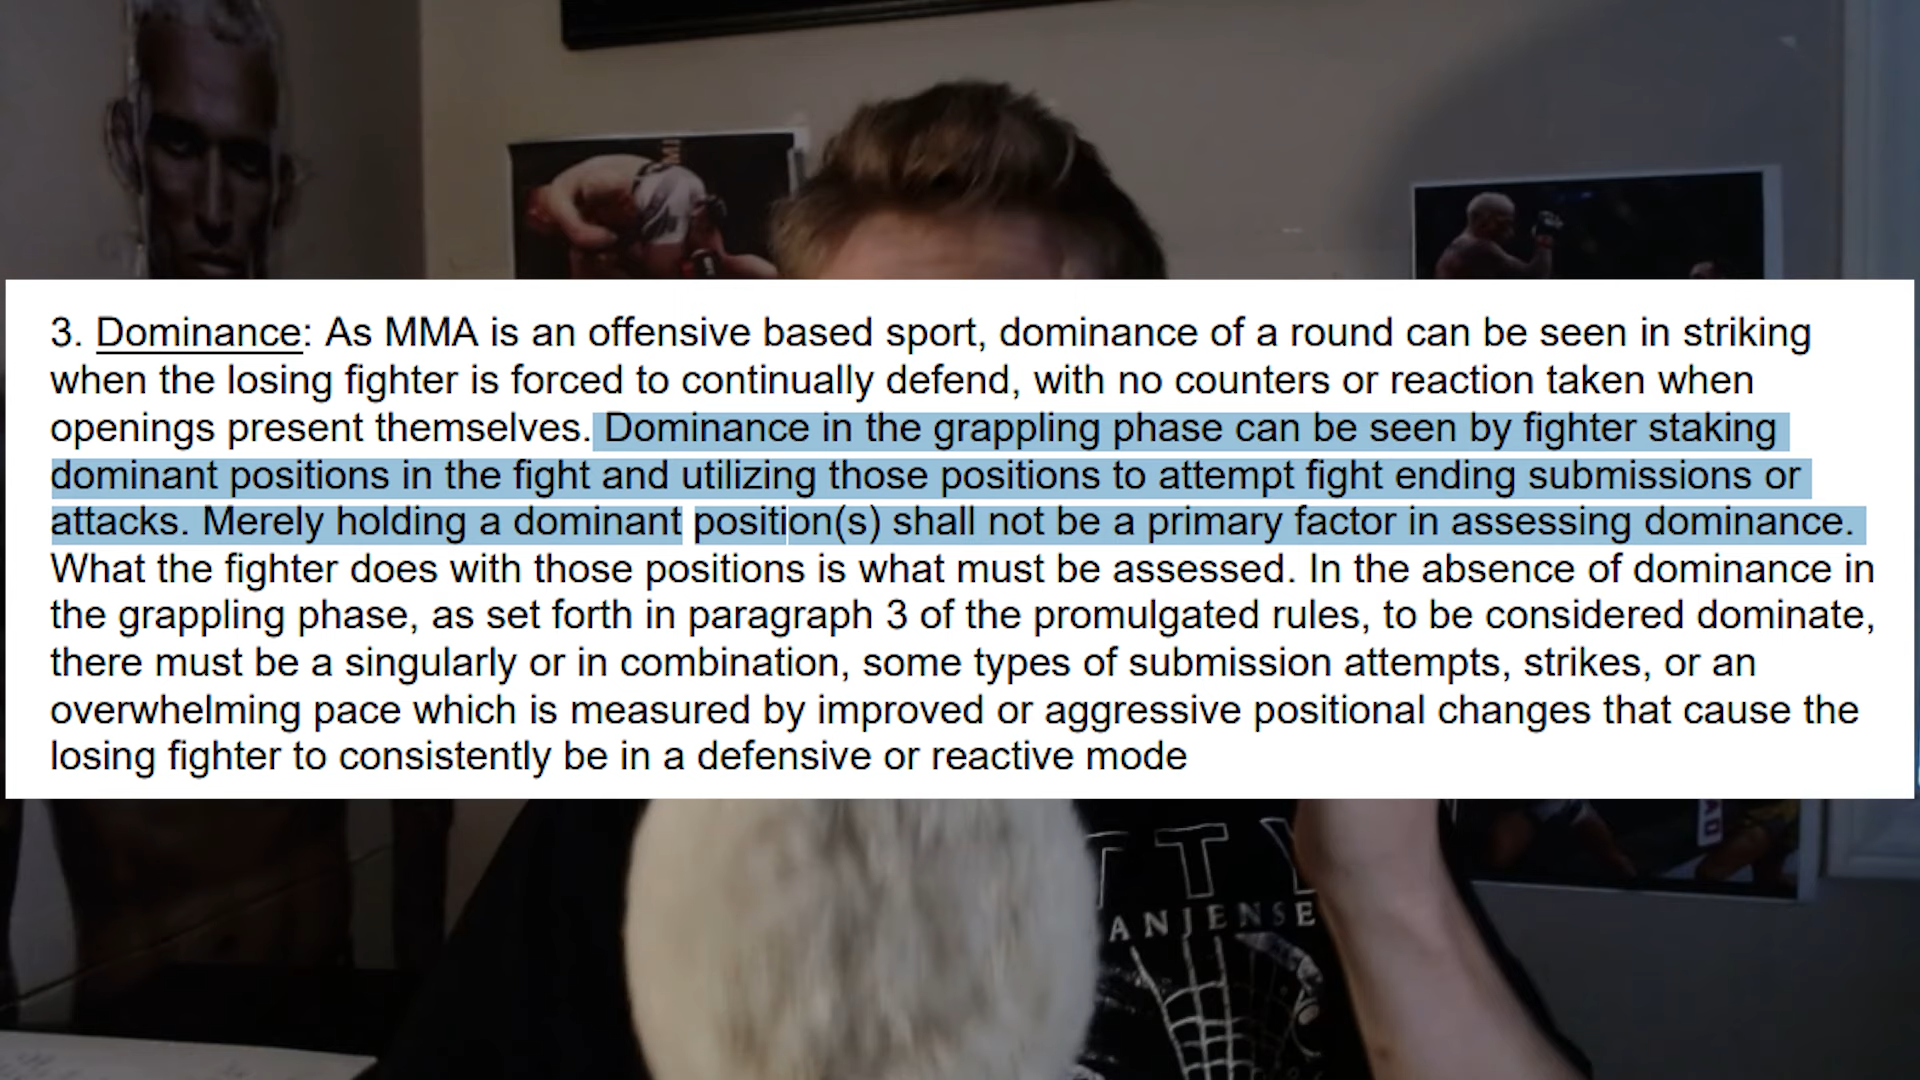 3. Dominance: As MMA is an offensive based sport, dominance of a round can be seen in striking
when the losing fighter is forced to continually defend, with no counters or reaction taken when
openings present themselves. Dominance in the grappling phase can be seen by fighter staking
dominant positions in the fight and utilizing those positions to attempt fight ending submissions or
attacks. Merely holding a dominant position(s) shall not be a primary factor in assessing dominance.
What the fighter does with those positions is what must be assessed. In the absence of dominance in
the grappling phase, as set forth in paragraph 3 of the promulgated rules, to be considered dominate,
there must be a singularly or in combination, some types of submission attempts, strikes, or an
overwhelming pace which is measured by improved or aggressive positional changes that cause the
losing fighter to consistently be in a defensive or reactive mode
TTY
ANJENSE